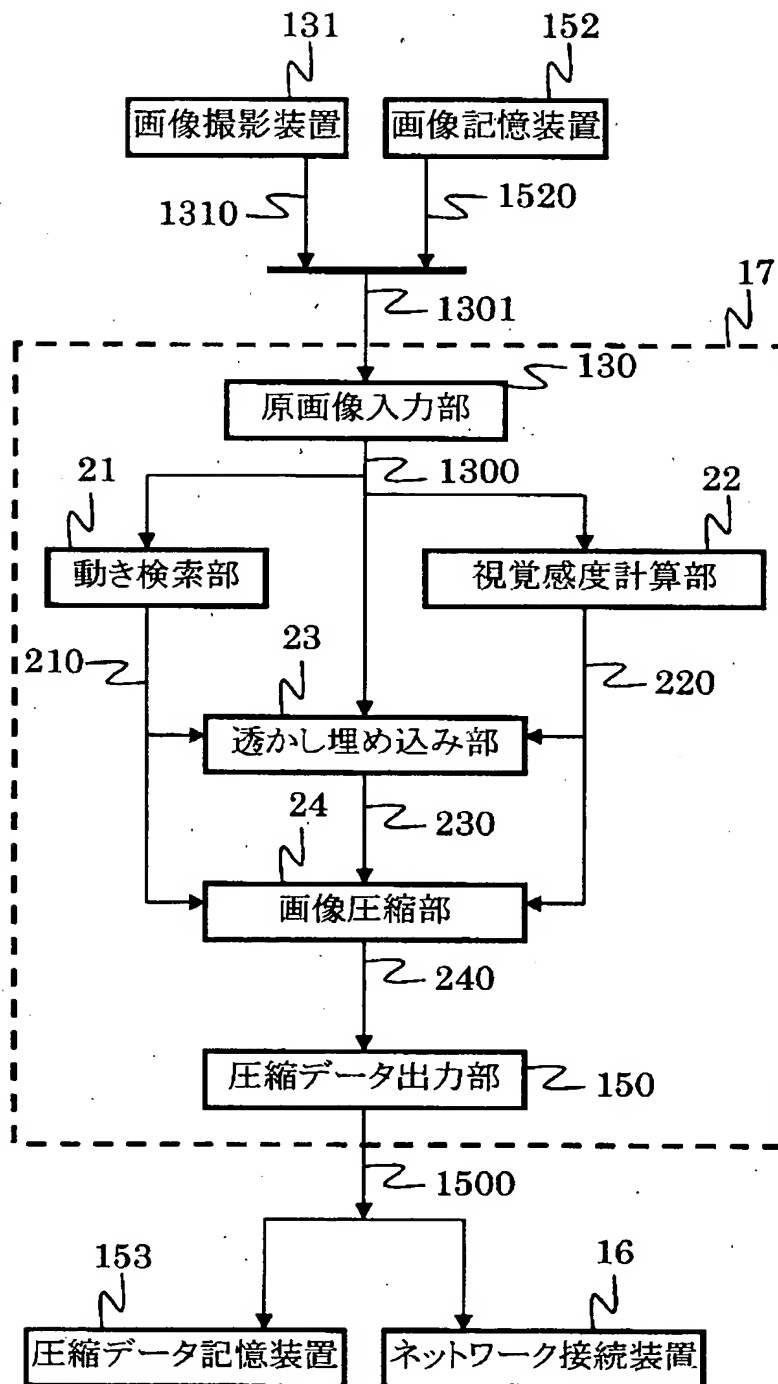 131
152
画像撮影装置
画像記憶装置
1310
1520
1301
17
130
原画像入力部
1300
21
22
動き検索部
視覚感度計算部
210
23
220
透かし埋め込み部
24
230
画像圧縮部
240
圧縮データ出力部
150
1500
153
16
圧縮データ記憶装置
ネットワーク接続装置